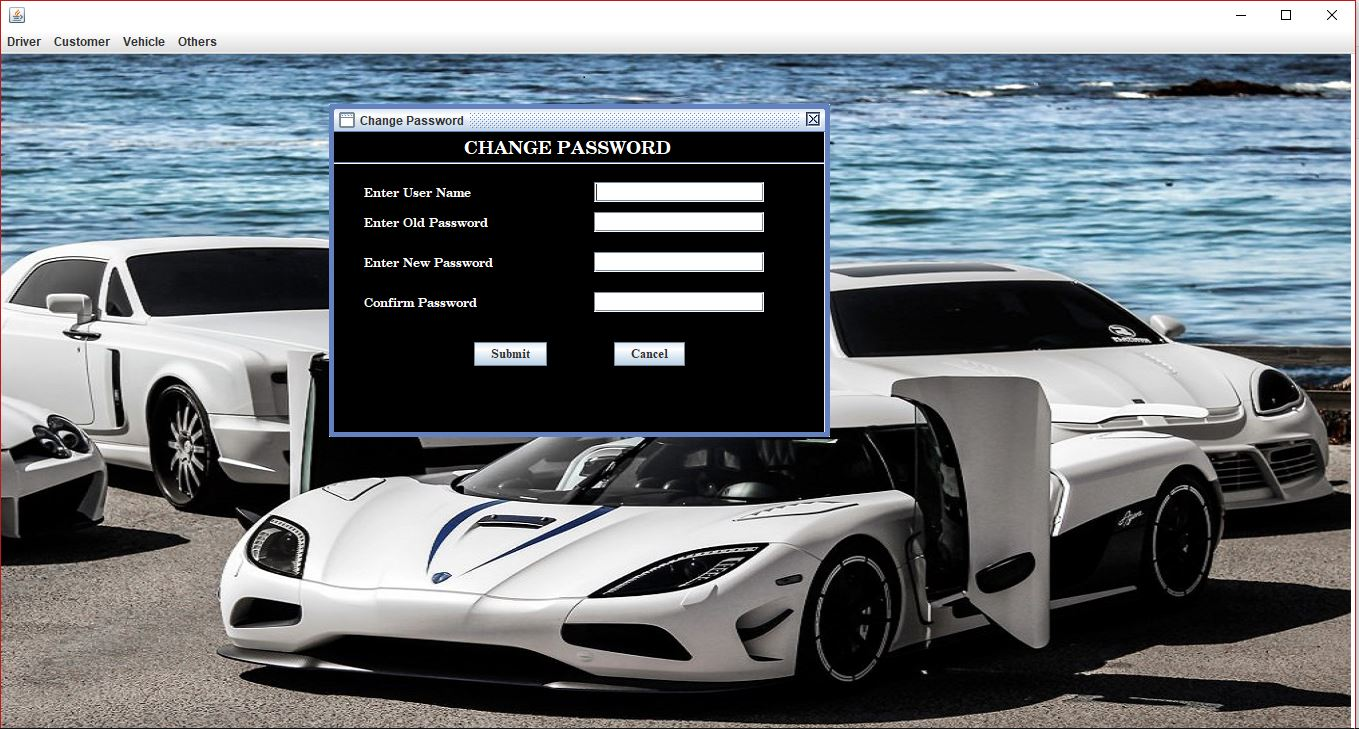 Driver Customer Vehicle Others
Change Password
CHANGE PASSWORD
Enter User Name
Enter Old Password
Enter New Password
Confirm Password
Submit Cancel
Agera